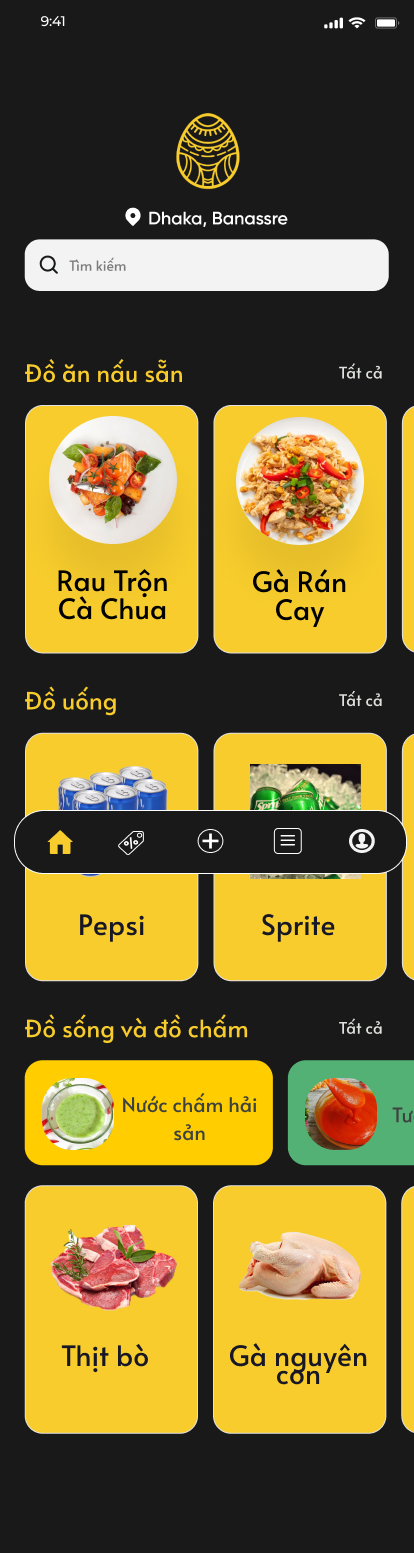 9:41
Dhaka, Banassre
Tìm kiếm
Đồ ăn nấu sẵn
Tất cả
Rau Trộn
Cà Chua
Gà Rán
Cay
Đồ uống
Tất cả
Sprite
Pepsi
Sprite
Đồ sống và đồ chấm
Tất cả
Nước chấm hải
sản
Thịt bò
Gà nguyên
con